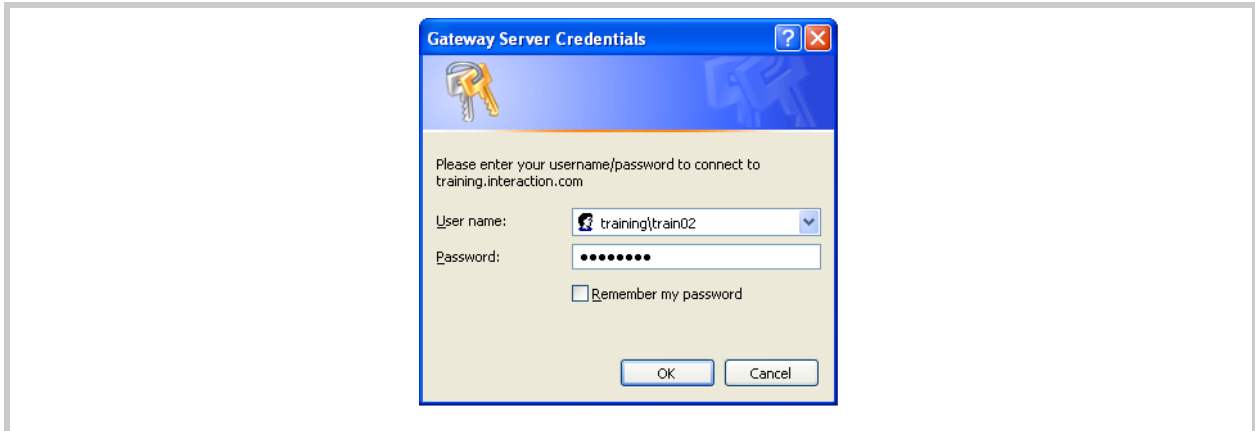 Gateway Server Credentials
Please enter your username/password to connect to
training.interaction.com
User name: training\train02
Password: ●●●●●●●●
Remember my password
OK Cancel